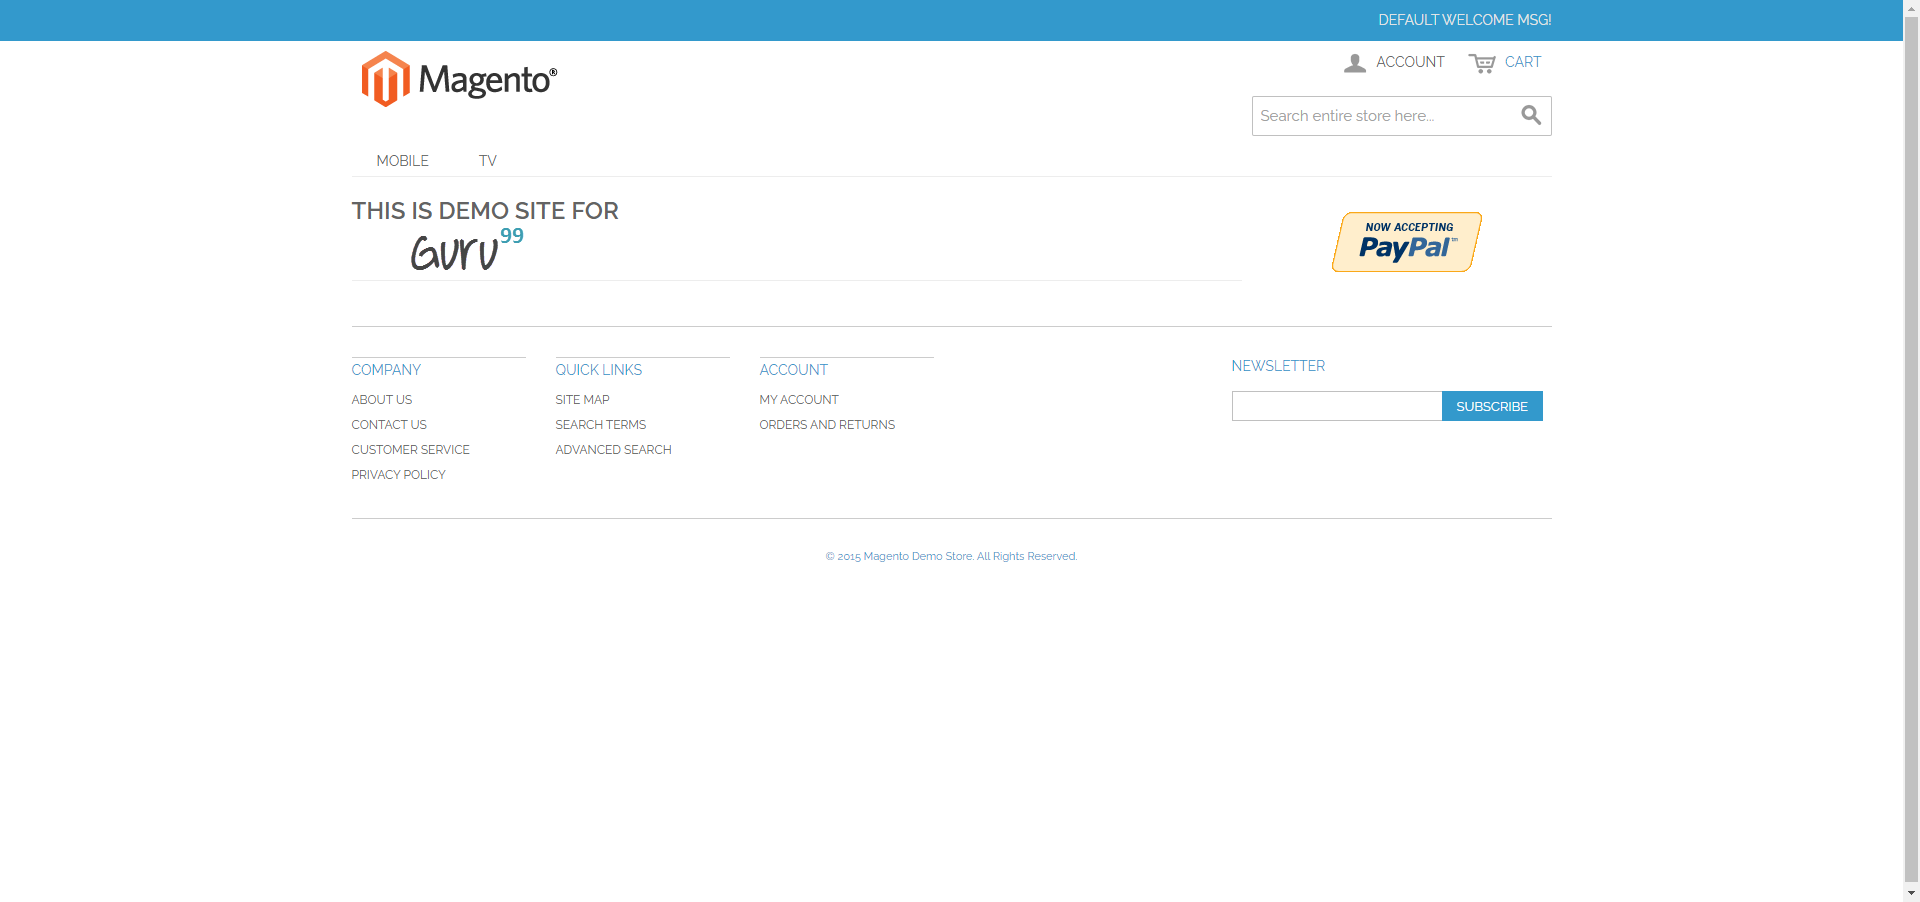 DEFAULT WELCOME MSG!
Magento®
ACCOUNT
CART
Search entire store here...
MOBILE
TV
THIS IS DEMO SITE FOR
Guru99
NOW ACCEPTING
PayPal™
COMPANY
ABOUT US
CONTACT US
CUSTOMER SERVICE
PRIVACY POLICY
QUICK LINKS
SITE MAP
SEARCH TERMS
ADVANCED SEARCH
ACCOUNT
MY ACCOUNT
ORDERS AND RETURNS
NEWSLETTER
SUBSCRIBE
© 2015 Magento Demo Store. All Rights Reserved.